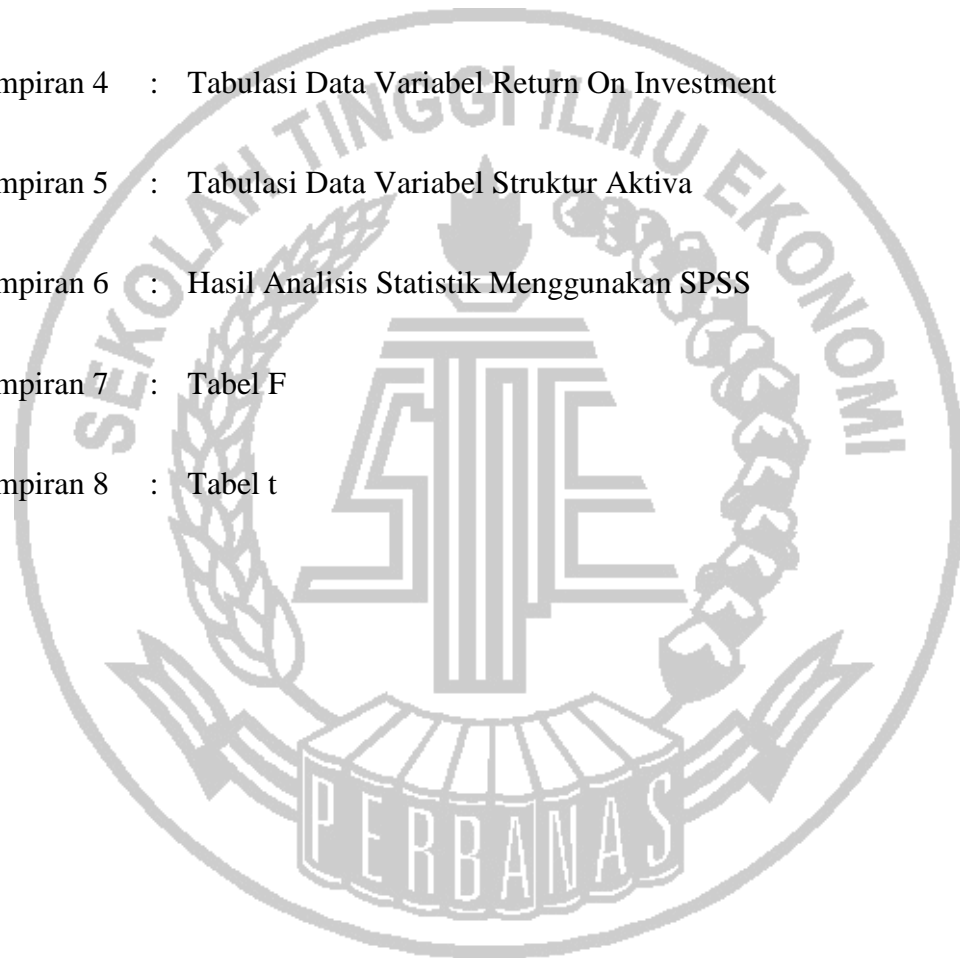 mpiran 4 : Tabulasi Data Variabel Return On Investment
mpiran 5 : Tabulasi Data Variabel Struktur Aktiva
mpiran 6 : Hasil Analisis Statistik Menggunakan SPSS
mpiran 7 : Tabel F
mpiran 8 : Tabel t
SEKOLAH TINGGI ILMU EKONOMI
STIE
PERBANAS